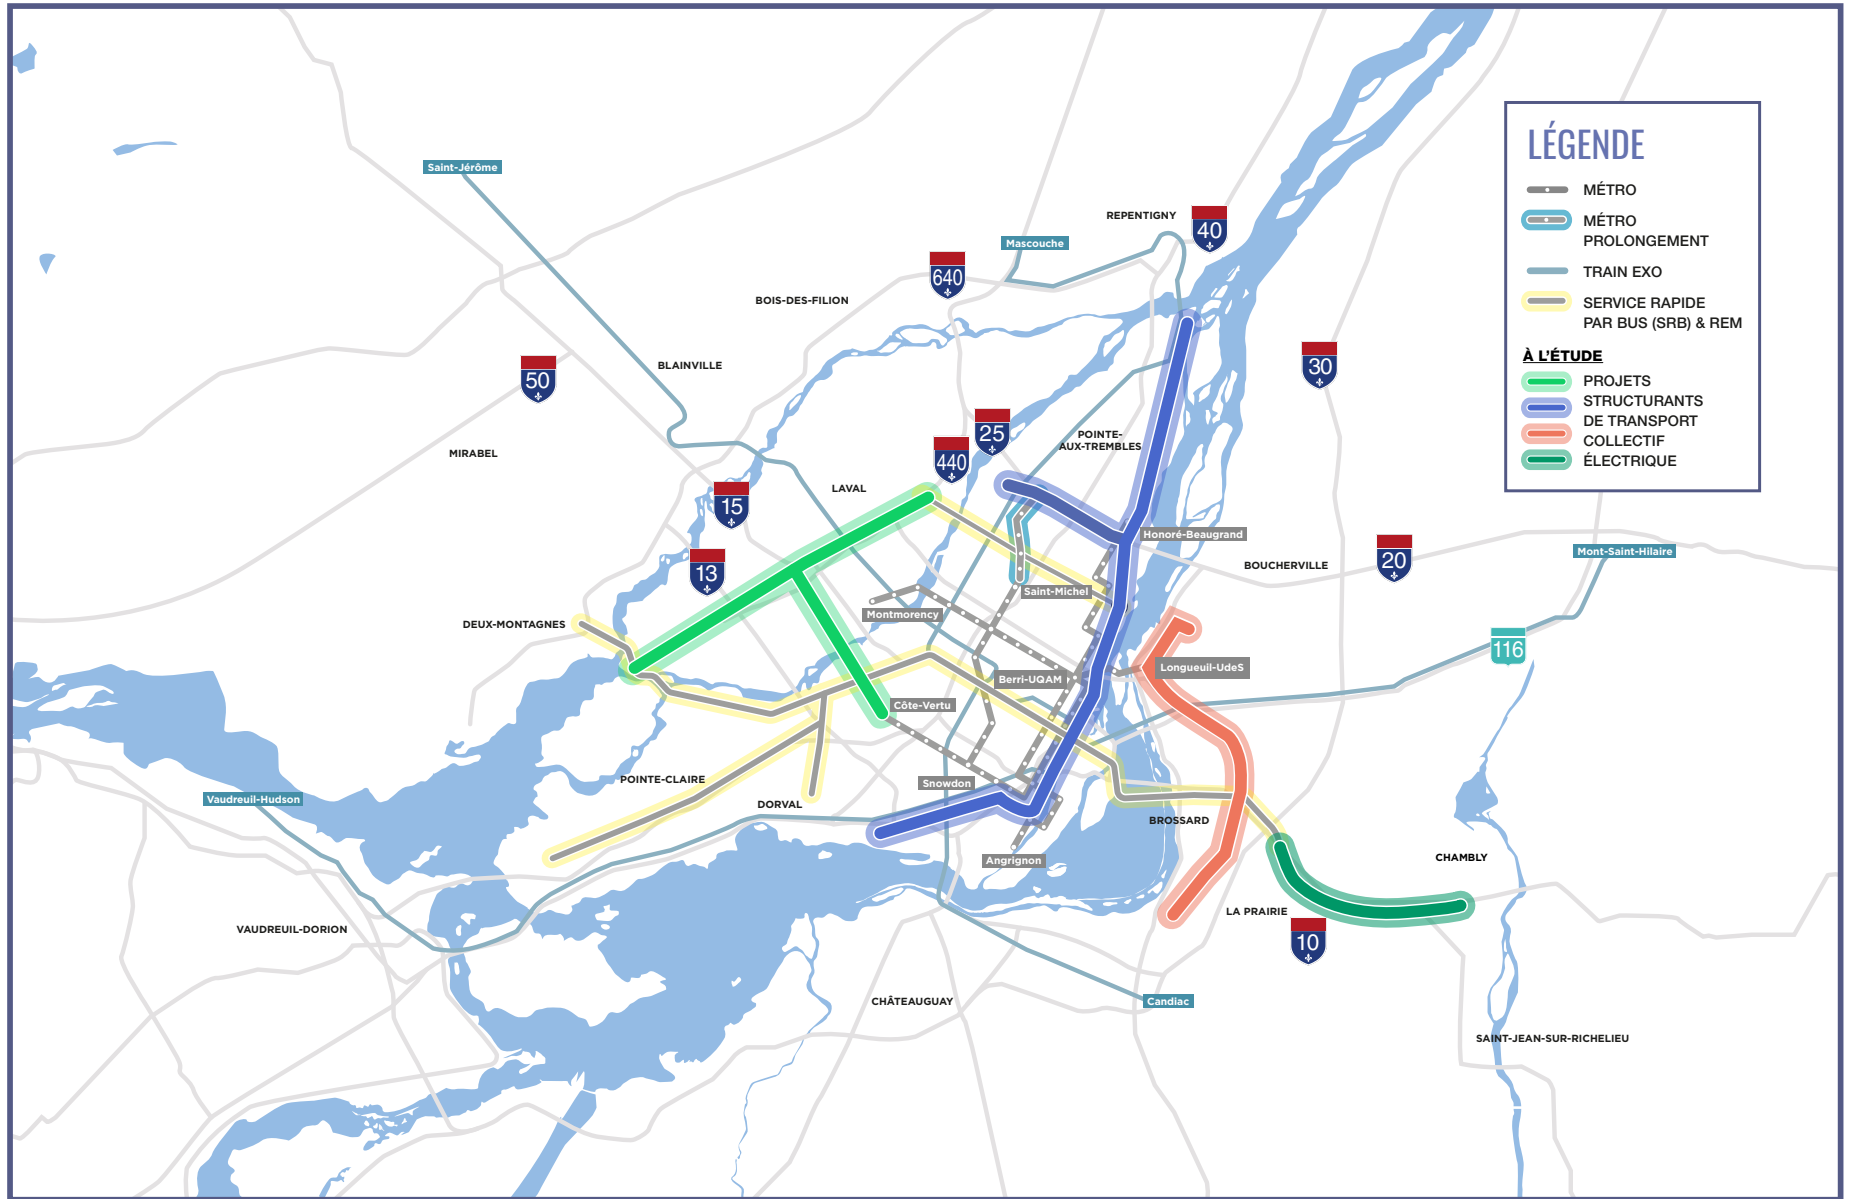 LÉGENDE
MÉTRO
MÉTRO
PROLONGEMENT
TRAIN EXO
SERVICE RAPIDE
PAR BUS (SRB) & REM
À L'ÉTUDE
PROJETS
STRUCTURANTS
DE TRANSPORT
COLLECTIF
ÉLECTRIQUE
Saint-Jérôme
REPENTIGNY
40
Mascouche
640
BOIS-DES-FILION
50
BLAINVILLE
30
25
POINTE-
AUX-TREMBLES
440
MIRABEL
LAVAL
15
Honoré-Beaugrand
13
20
Mont-Saint-Hilaire
BOUCHERVILLE
Saint-Michel
Montmorency
DEUX-MONTAGNES
116
Longueuil-UdeS
Berri-UQAM
Côte-Vertu
POINTE-CLAIRE
Snowdon
Vaudreuil-Hudson
DORVAL
BROSSARD
Angrignon
CHAMBLY
LA PRAIRIE
VAUDREUIL-DORION
10
CHÂTEAUGUAY
Candiac
SAINT-JEAN-SUR-RICHELIEU